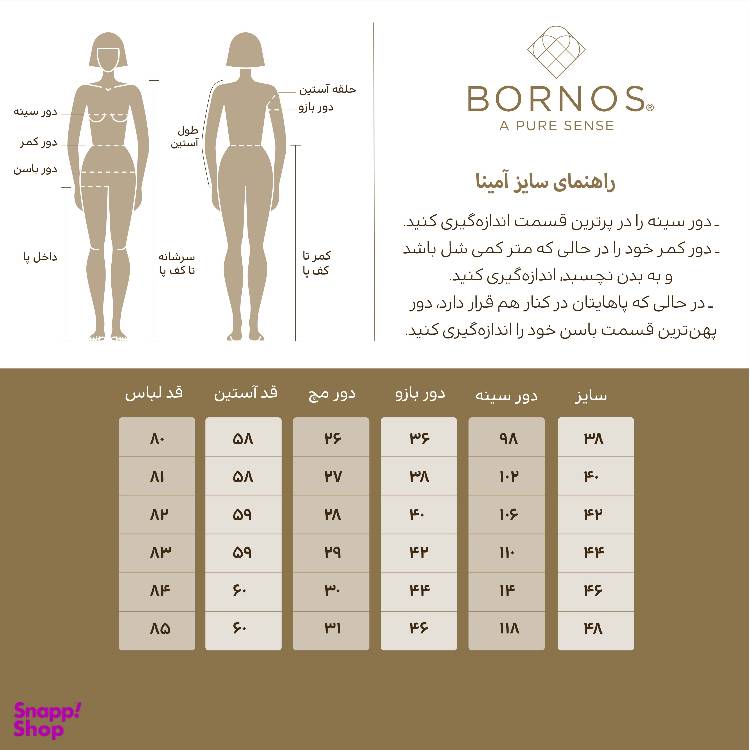 BORNOS®
A PURE SENSE
راهنمای سایز آمینا
ـ دور سینه را در پرترین قسمت اندازه‌گیری کنید.
ـ دور کمر خود را در حالی که متر کمی شل باشد
و به بدن نچسبد، اندازه‌گیری کنید.
ـ در حالی که پاهایتان در کنار هم قرار دارد، دور
پهن‌ترین قسمت باسن خود را اندازه‌گیری کنید.
حلقه آستین
دور بازو
طول
آستین
کمر تا
کف پا
سرشانه
تا کف پا
دور سینه
دور کمر
دور باسن
داخل پا
سایز دور سینه دور بازو دور مچ قد آستین قد لباس
۳۸ ۹۸ ۳۶ ۲۶ ۵۸ ۸۰
۴۰ ۱۰۲ ۳۸ ۲۷ ۵۸ ۸۱
۴۲ ۱۰۶ ۴۰ ۲۸ ۵۹ ۸۲
۴۴ ۱۱۰ ۴۲ ۲۹ ۵۹ ۸۳
۴۶ ۱۴ ۴۴ ۳۰ ۶۰ ۸۴
۴۸ ۱۱۸ ۴۶ ۳۱ ۶۰ ۸۵
Snapp!
Shop